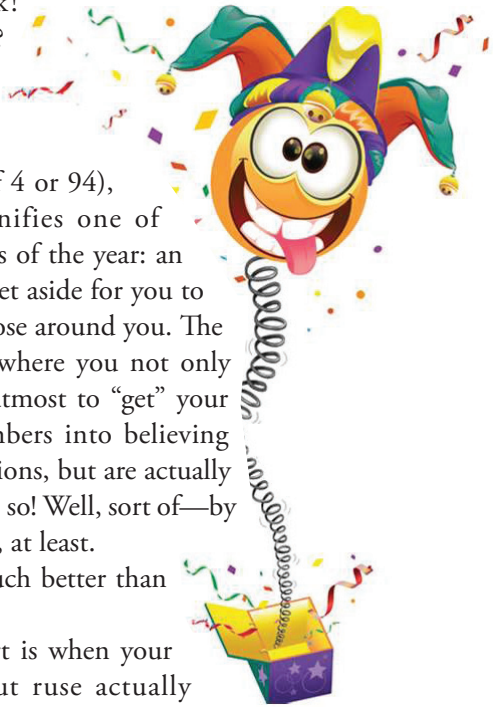 4 or 94),
nifies one of
s of the year: an
et aside for you to
ose around you. The
where you not only
tmost to “get” your
bers into believing
ions, but are actually
so! Well, sort of—by
, at least.
uch better than
t is when your
ut ruse actually